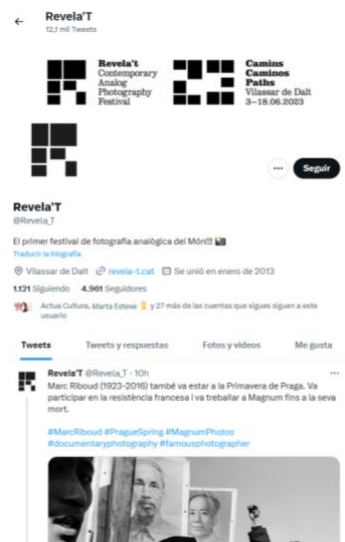 Revela'T
12,1 mil Tweets
Revela't
Contemporary
Analog
Photography
Festival
Camins
Caminos
Paths
Vilassar de Dalt
3—18.06.2023
Seguir
Revela'T
@Revela_T
El primer festival de fotografia analògica del Món!!!
Traducir la biografía
Vilassar de Dalt revela-t.cat Se unió en enero de 2013
1.121 Siguiendo 4.981 Seguidores
Actua Cultura, Marta Esteve y 27 más de las cuentas que sigues siguen a este
usuario
Tweets Tweets y respuestas Fotos y vídeos Me gusta
Revela'T @Revela_T · 10h
Marc Riboud (1923-2016) també va estar a la Primavera de Praga. Va
participar en la resistència francesa i va treballar a Magnum fins a la seva
mort.
#MarcRiboud #PragueSpring #MagnumPhotos
#documentaryphotography #famousphotographer